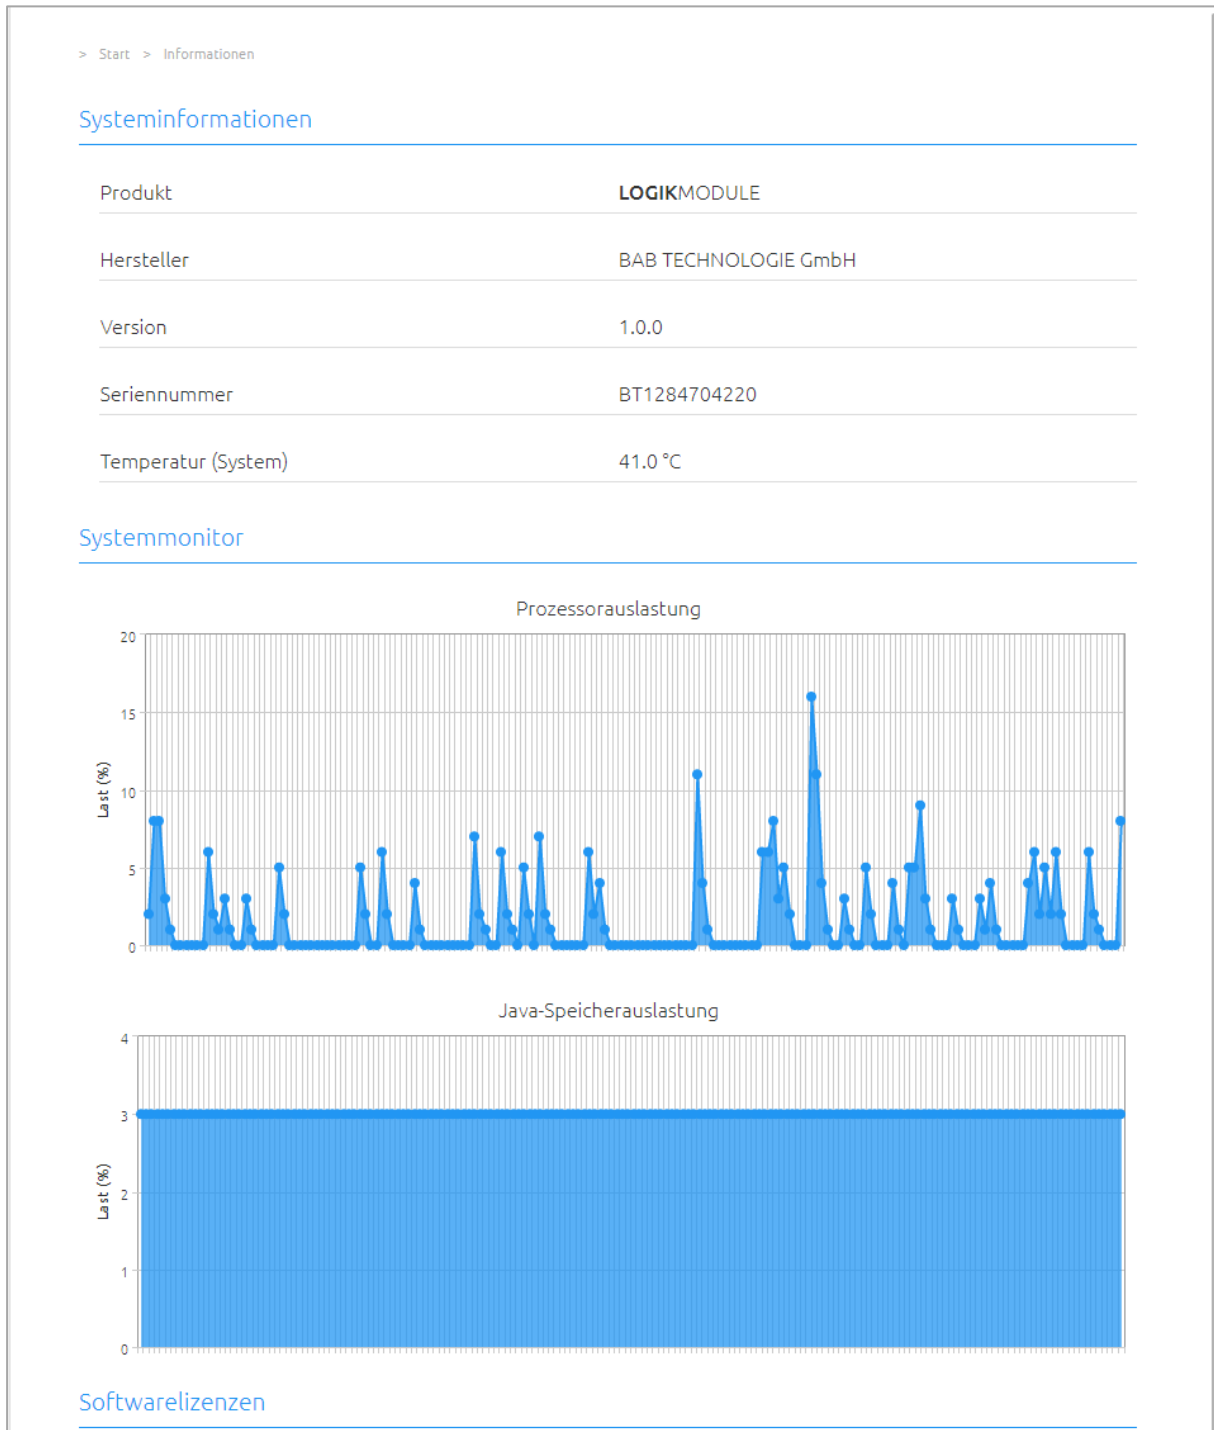 > Start > Informationen
Systeminformationen
Produkt LOGIKMODULE
Hersteller BAB TECHNOLOGIE GmbH
Version 1.0.0
Seriennummer BT1284704220
Temperatur (System) 41.0 °C
Systemmonitor
Prozessorauslastung
20
15
10
5
0
Last (%)
Java-Speicherauslastung
4
3
2
1
0
Last (%)
Softwarelizenzen